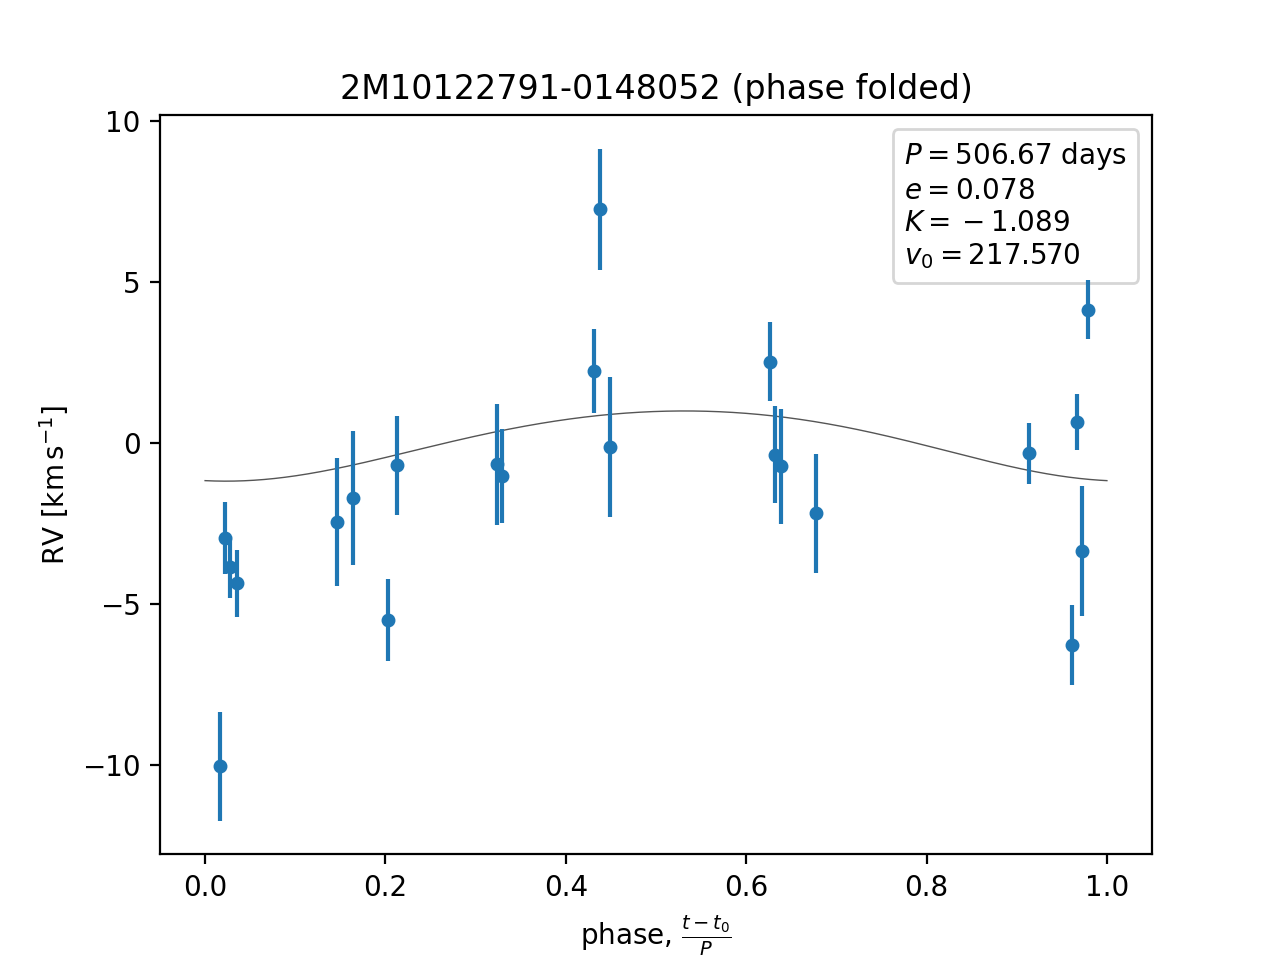 2M10122791-0148052 (phase folded)
P = 506.67 days
e = 0.078
K = −1.089
v₀ = 217.570
10
5
0
−5
−10
RV [km s⁻¹]
0.0 0.2 0.4 0.6 0.8 1.0
phase, (t − t₀)/P